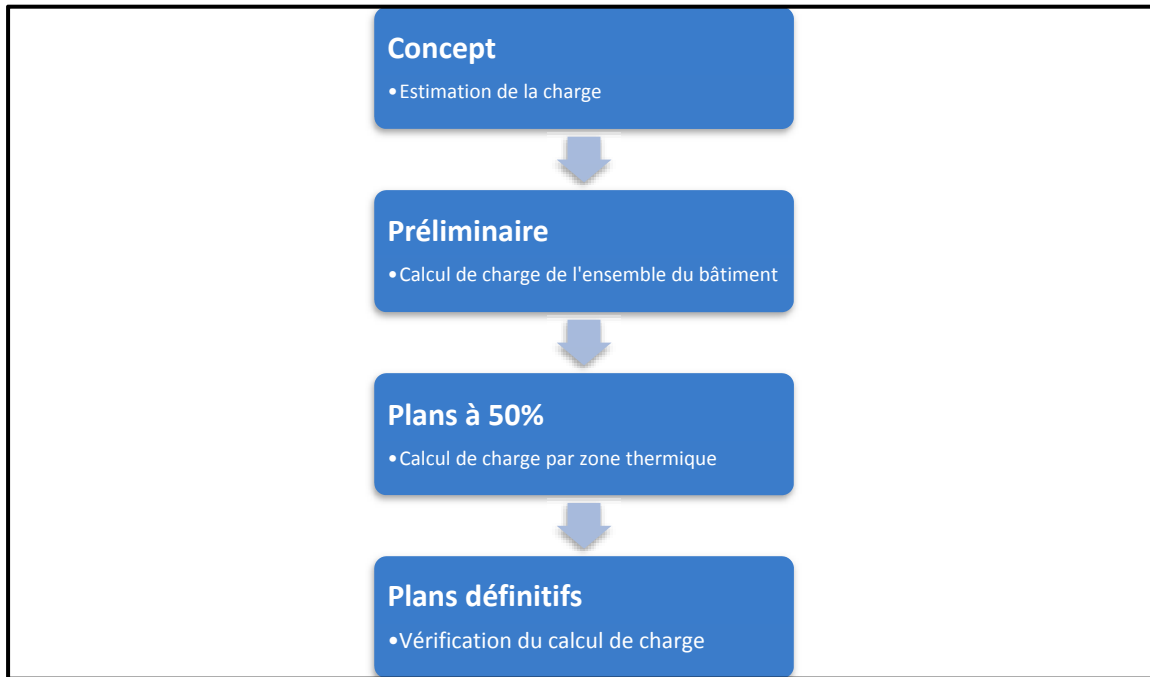 Concept
•Estimation de la charge
Préliminaire
•Calcul de charge de l'ensemble du bâtiment
Plans à 50%
•Calcul de charge par zone thermique
Plans définitifs
•Vérification du calcul de charge